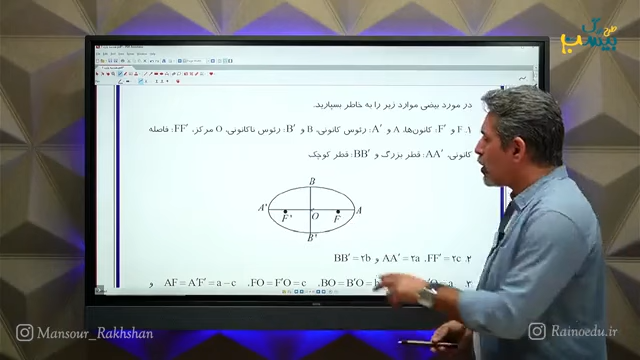 در مورد بیضی موارد زیر را به خاطر بسپارید.
۱. F و F′: کانون‌ها، A و A′: رئوس کانونی، B و B′: رئوس ناکانونی، O مرکز، FF′: فاصله
کانونی، AA′: قطر بزرگ و BB′: قطر کوچک
B
A' F' O F A
B'
۲. FF′ = ۲c، AA′ = ۲a و BB′ = ۲b
O = a، BO = B′O = b، FO = F′O = c، AF = A′F′ = a − c و
Mansour_Rakhshan
Rainoedu.ir